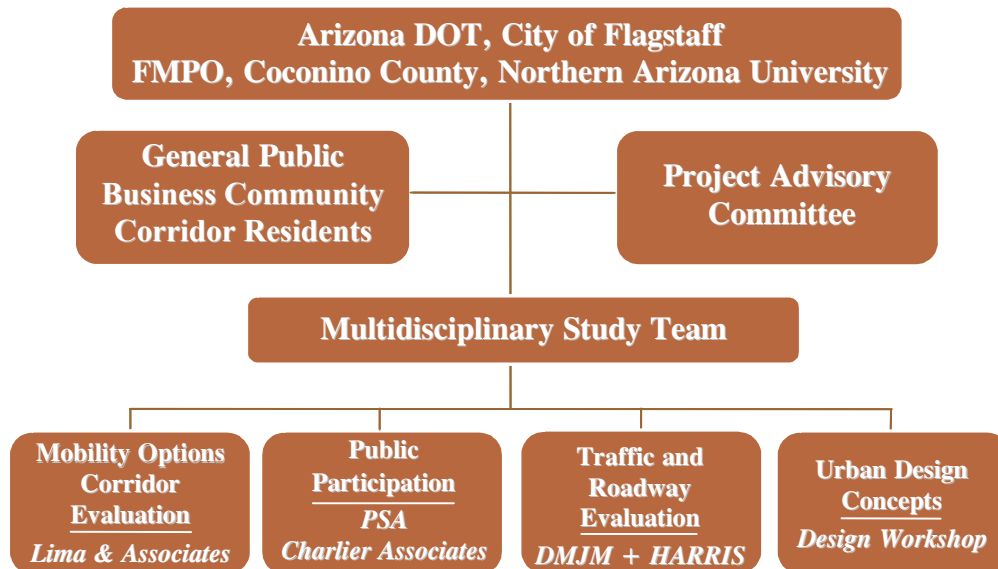 Arizona DOT, City of Flagstaff
FMPO, Coconino County, Northern Arizona University
General Public
Business Community
Corridor Residents
Project Advisory
Committee
Multidisciplinary Study Team
Mobility Options
Corridor
Evaluation
Lima & Associates
Public
Participation
PSA
Charlier Associates
Traffic and
Roadway
Evaluation
DMJM + HARRIS
Urban Design
Concepts
Design Workshop